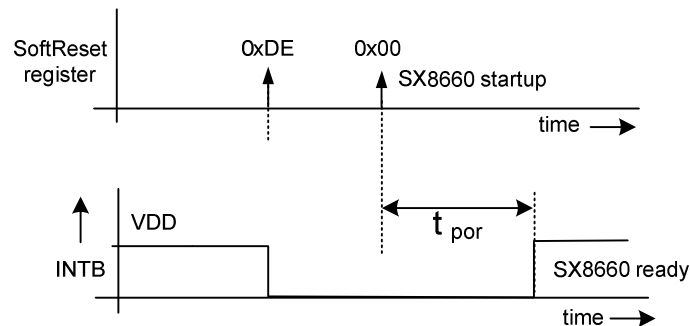 SoftReset
register
0xDE
0x00
SX8660 startup
time
VDD
INTB
t por
SX8660 ready
time